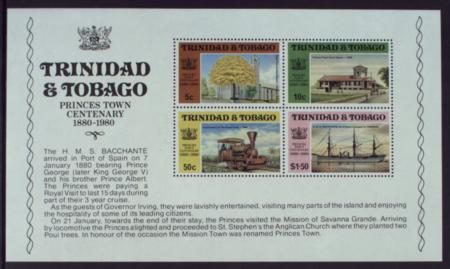 TRINIDAD
& TOBAGO
PRINCES TOWN
CENTENARY
1880-1980
The H. M. S. BACCHANTE
arrived in Port of Spain on 7
January 1880 bearing Prince
George (later King George V)
and his brother Prince Albert.
The Princes were paying a
Royal Visit to last 15 days during
part of their 3 year cruise.
As the guests of Governor Irving, they were lavishly entertained, visiting many parts of the island and enjoying
the hospitality of some of its leading citizens.
On 21 January, towards the end of their stay, the Princes visited the Mission of Savanna Grande. Arriving
by locomotive the Princes alighted and proceeded to St. Stephen's the Anglican Church where they planted two
Poui trees. In honour of the occasion the Mission Town was renamed Princes Town.
TRINIDAD & TOBAGO
5c
TRINIDAD & TOBAGO
10c
TRINIDAD & TOBAGO
50c
TRINIDAD & TOBAGO
$1·50